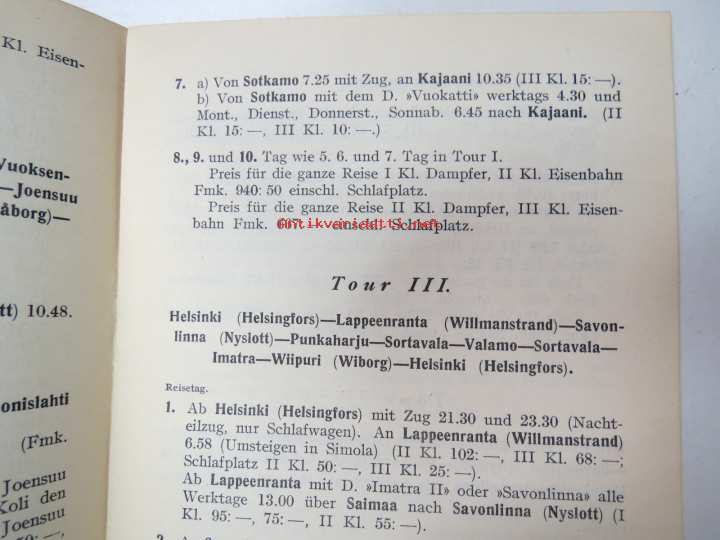 Kl. Eisen-
Vuoksen-
—Joensuu
åborg)—
tt) 10.48.
onislahti
(Fmk.
Joensuu
Koli den
Joensuu
50: —,
7. a) Von Sotkamo 7.25 mit Zug, an Kajaani 10.35 (III Kl. 15: —).
b) Von Sotkamo mit dem D. »Vuokatti» werktags 4.30 und
Mont., Dienst., Donnerst., Sonnab. 6.45 nach Kajaani. (II
Kl. 15: —, III Kl. 10: —.)
8., 9. und 10. Tag wie 5. 6. und 7. Tag in Tour I.
Preis für die ganze Reise I Kl. Dampfer, II Kl. Eisenbahn
Fmk. 940: 50 einschl. Schlafplatz.
Preis für die ganze Reise II Kl. Dampfer, III Kl. Eisen-
bahn Fmk. 607: einschl. Schlafplatz.
Tour III.
Helsinki (Helsingfors)—Lappeenranta (Willmanstrand)—Savon-
linna (Nyslott)—Punkaharju—Sortavala—Valamo—Sortavala—
Imatra—Wiipuri (Wiborg)—Helsinki (Helsingfors).
Reisetag.
1. Ab Helsinki (Helsingfors) mit Zug 21.30 und 23.30 (Nacht-
eilzug, nur Schlafwagen). An Lappeenranta (Willmanstrand)
6.58 (Umsteigen in Simola) (II Kl. 102: —, III Kl. 68: —;
Schlafplatz II Kl. 50: —, III Kl. 25: —).
Ab Lappeenranta mit D. »Imatra II» oder »Savonlinna» alle
Werktage 13.00 über Saimaa nach Savonlinna (Nyslott) (I
Kl. 95: —, 75: —, II Kl. 55: —).